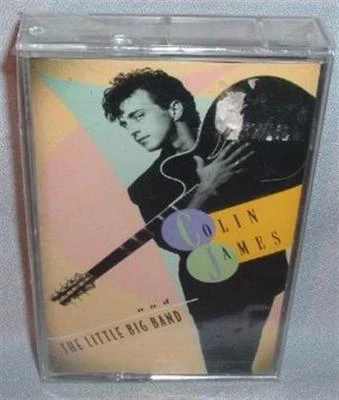 COLIN
JAMES
and
THE LITTLE BIG BAND